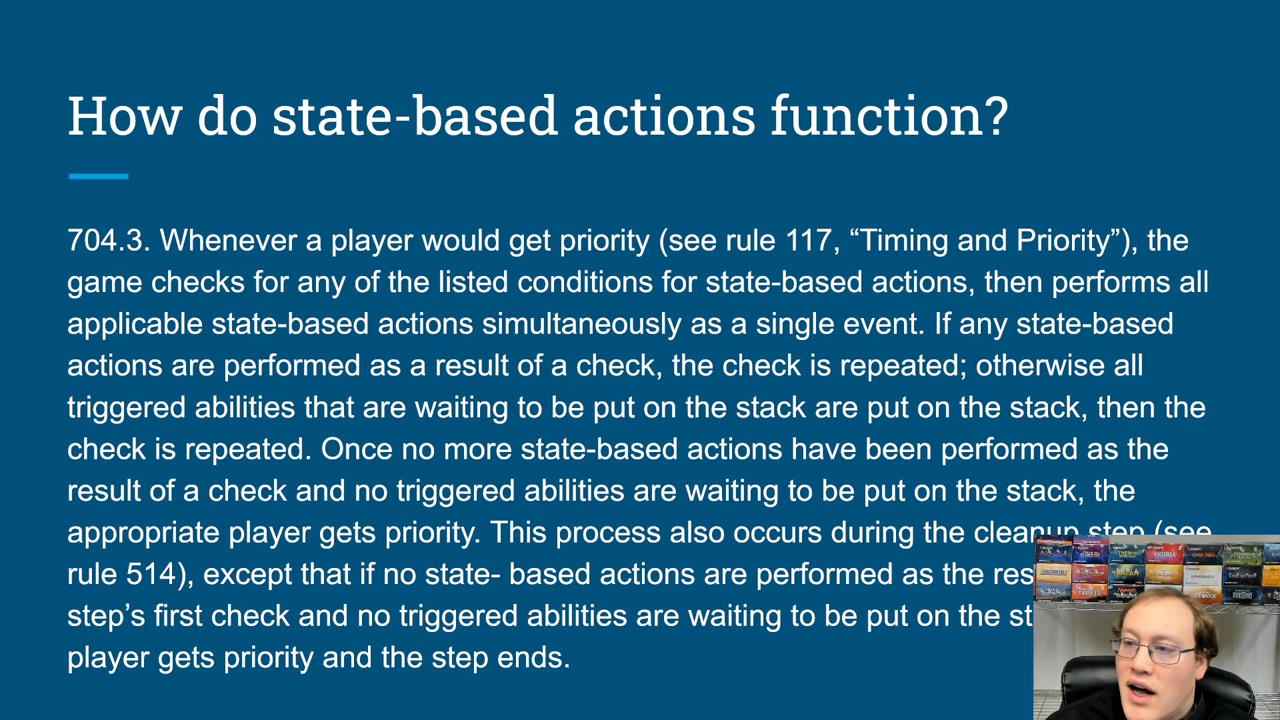 How do state-based actions function?
704.3. Whenever a player would get priority (see rule 117, “Timing and Priority”), the
game checks for any of the listed conditions for state-based actions, then performs all
applicable state-based actions simultaneously as a single event. If any state-based
actions are performed as a result of a check, the check is repeated; otherwise all
triggered abilities that are waiting to be put on the stack are put on the stack, then the
check is repeated. Once no more state-based actions have been performed as the
result of a check and no triggered abilities are waiting to be put on the stack, the
appropriate player gets priority. This process also occurs during the cleanup step (see
rule 514), except that if no state- based actions are performed as the res
step’s first check and no triggered abilities are waiting to be put on the st
player gets priority and the step ends.
IKORIA